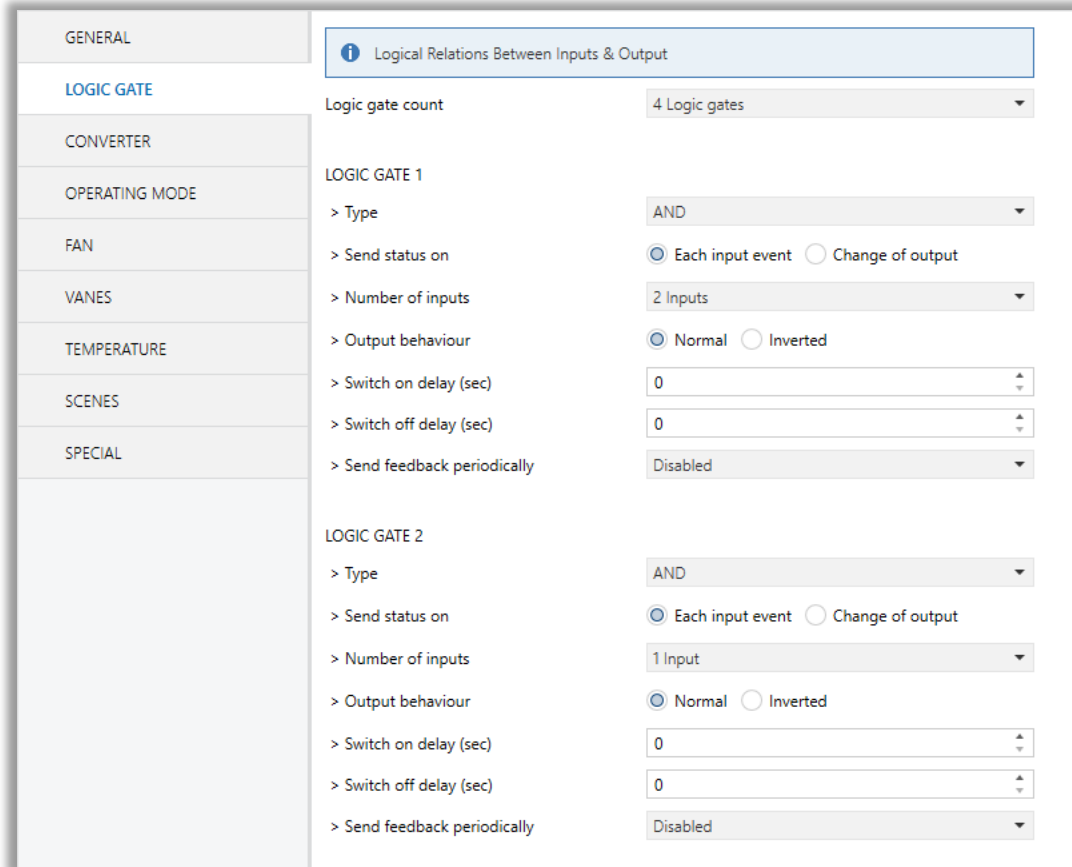 GENERAL
LOGIC GATE
CONVERTER
OPERATING MODE
FAN
VANES
TEMPERATURE
SCENES
SPECIAL
Logical Relations Between Inputs & Output
Logic gate count 4 Logic gates
LOGIC GATE 1
> Type AND
> Send status on Each input event Change of output
> Number of inputs 2 Inputs
> Output behaviour Normal Inverted
> Switch on delay (sec) 0
> Switch off delay (sec) 0
> Send feedback periodically Disabled
LOGIC GATE 2
> Type AND
> Send status on Each input event Change of output
> Number of inputs 1 Input
> Output behaviour Normal Inverted
> Switch on delay (sec) 0
> Switch off delay (sec) 0
> Send feedback periodically Disabled